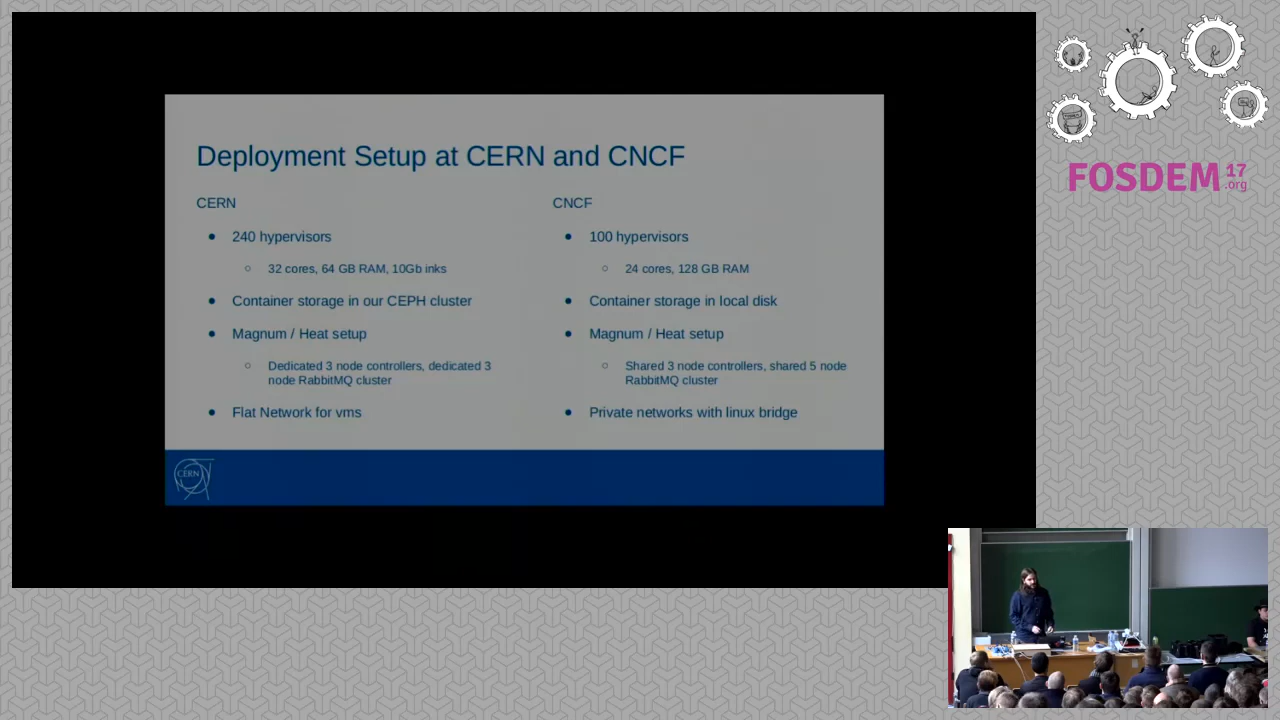 Deployment Setup at CERN and CNCF
CERN
240 hypervisors
32 cores, 64 GB RAM, 10Gb inks
Container storage in our CEPH cluster
Magnum / Heat setup
Dedicated 3 node controllers, dedicated 3
node RabbitMQ cluster
Flat Network for vms
CNCF
100 hypervisors
24 cores, 128 GB RAM
Container storage in local disk
Magnum / Heat setup
Shared 3 node controllers, shared 5 node
RabbitMQ cluster
Private networks with linux bridge
CERN
FOSDEM 17
.org